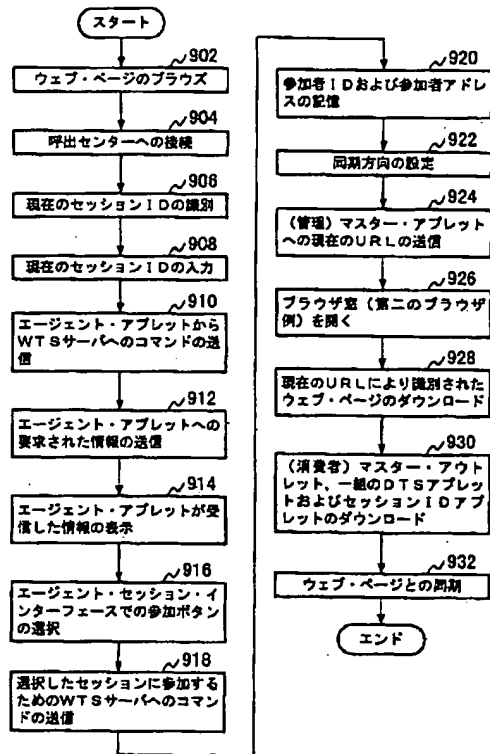 スタート
902
ウェブ・ページのブラウズ
904
呼出センターへの接続
906
現在のセッションIDの識別
908
現在のセッションIDの入力
910
エージェント・アプレットから
WTSサーバへのコマンドの送
信
912
エージェント・アプレットへの
要求された情報の送信
914
エージェント・アプレットが受
信した情報の表示
916
エージェント・セッション・イ
ンターフェースでの参加ボタン
の選択
918
選択したセッションに参加する
ためのWTSサーバへのコマン
ドの送信
920
参加者IDおよび参加者アドレ
スの記憶
922
同期方向の設定
924
(管理)マスター・アプレット
への現在のURLの送信
926
ブラウザ窓(第二のブラウザ
例)を開く
928
現在のURLにより識別された
ウェブ・ページのダウンロード
930
(消費者)マスター・アウト
レット、一組のDTSアプレッ
トおよびセッションIDアプレ
ットのダウンロード
932
ウェブ・ページとの同期
エンド